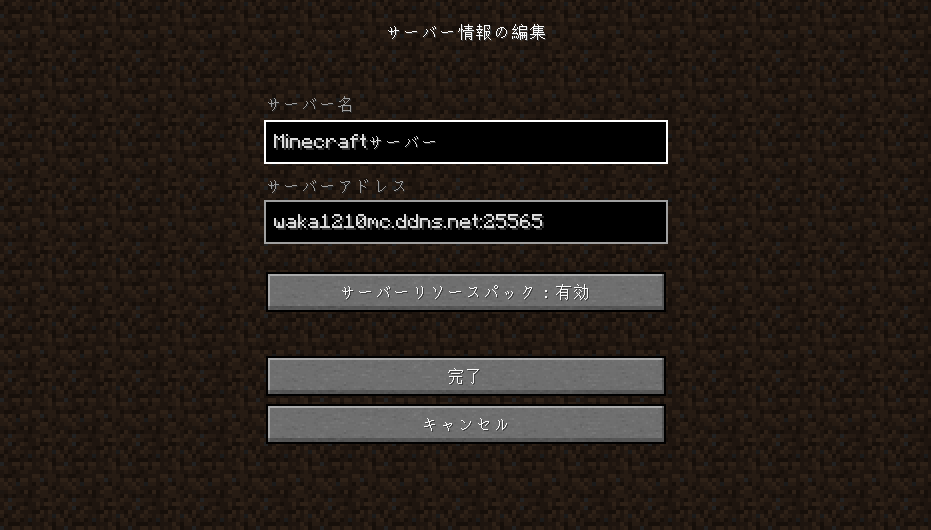 サーバー情報の編集
サーバー名
Minecraftサーバー
サーバーアドレス
waka1210mc.ddns.net:25565
サーバーリソースパック：有効
完了
キャンセル